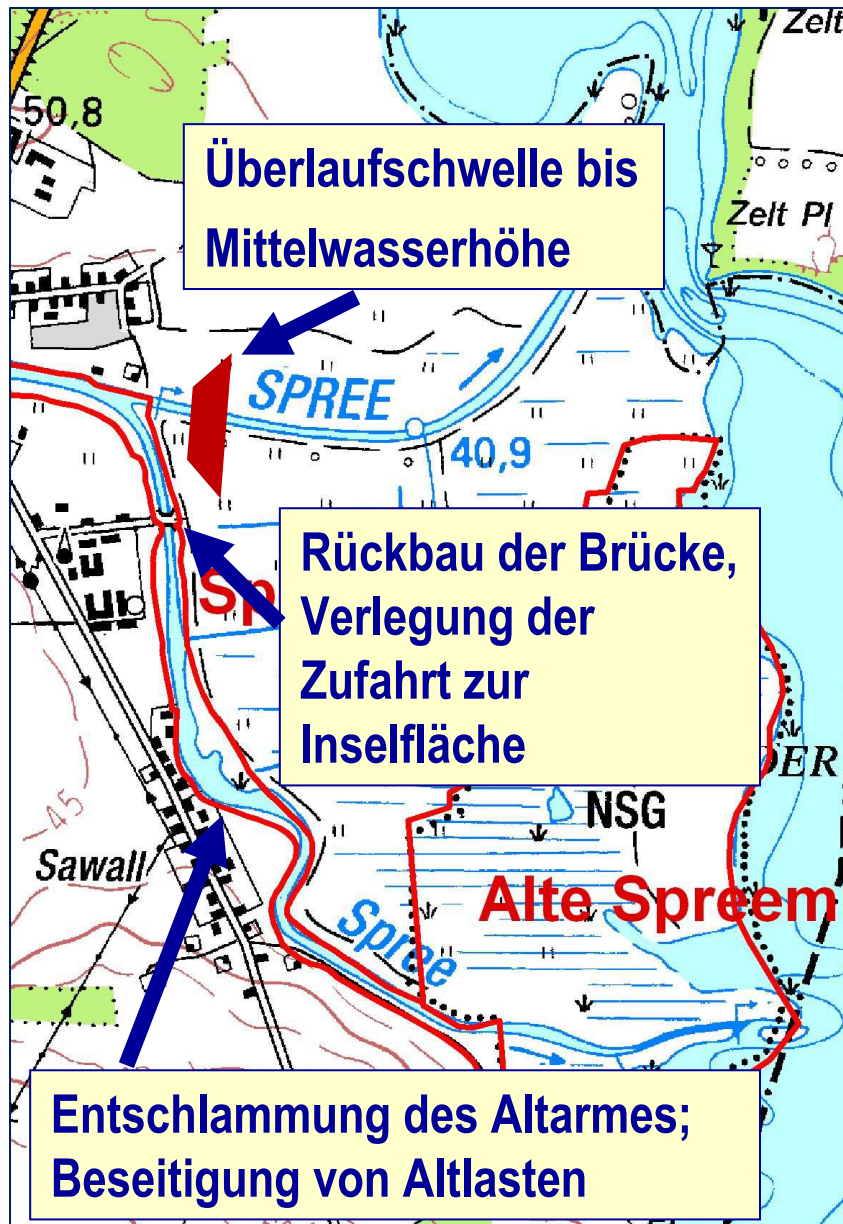 Zelt
50,8
Überlaufschwelle bis
Mittelwasserhöhe
Zelt Pl
SPREE
40,9
Rückbau der Brücke,
Verlegung der
Zufahrt zur
Inselfläche
Sp
DER
NSG
45
Sawall
Alte Spreem
Spree
Entschlammung des Altarmes;
Beseitigung von Altlasten